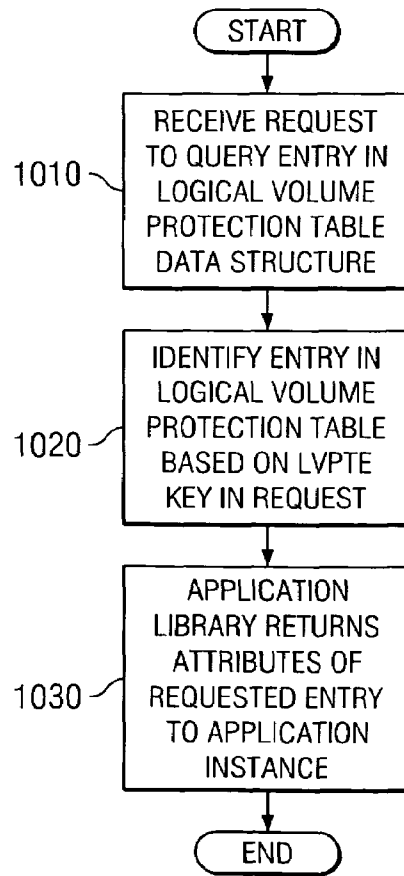 START
1010
RECEIVE REQUEST
TO QUERY ENTRY IN
LOGICAL VOLUME
PROTECTION TABLE
DATA STRUCTURE
1020
IDENTIFY ENTRY IN
LOGICAL VOLUME
PROTECTION TABLE
BASED ON LVPTE
KEY IN REQUEST
1030
APPLICATION
LIBRARY RETURNS
ATTRIBUTES OF
REQUESTED ENTRY
TO APPLICATION
INSTANCE
END